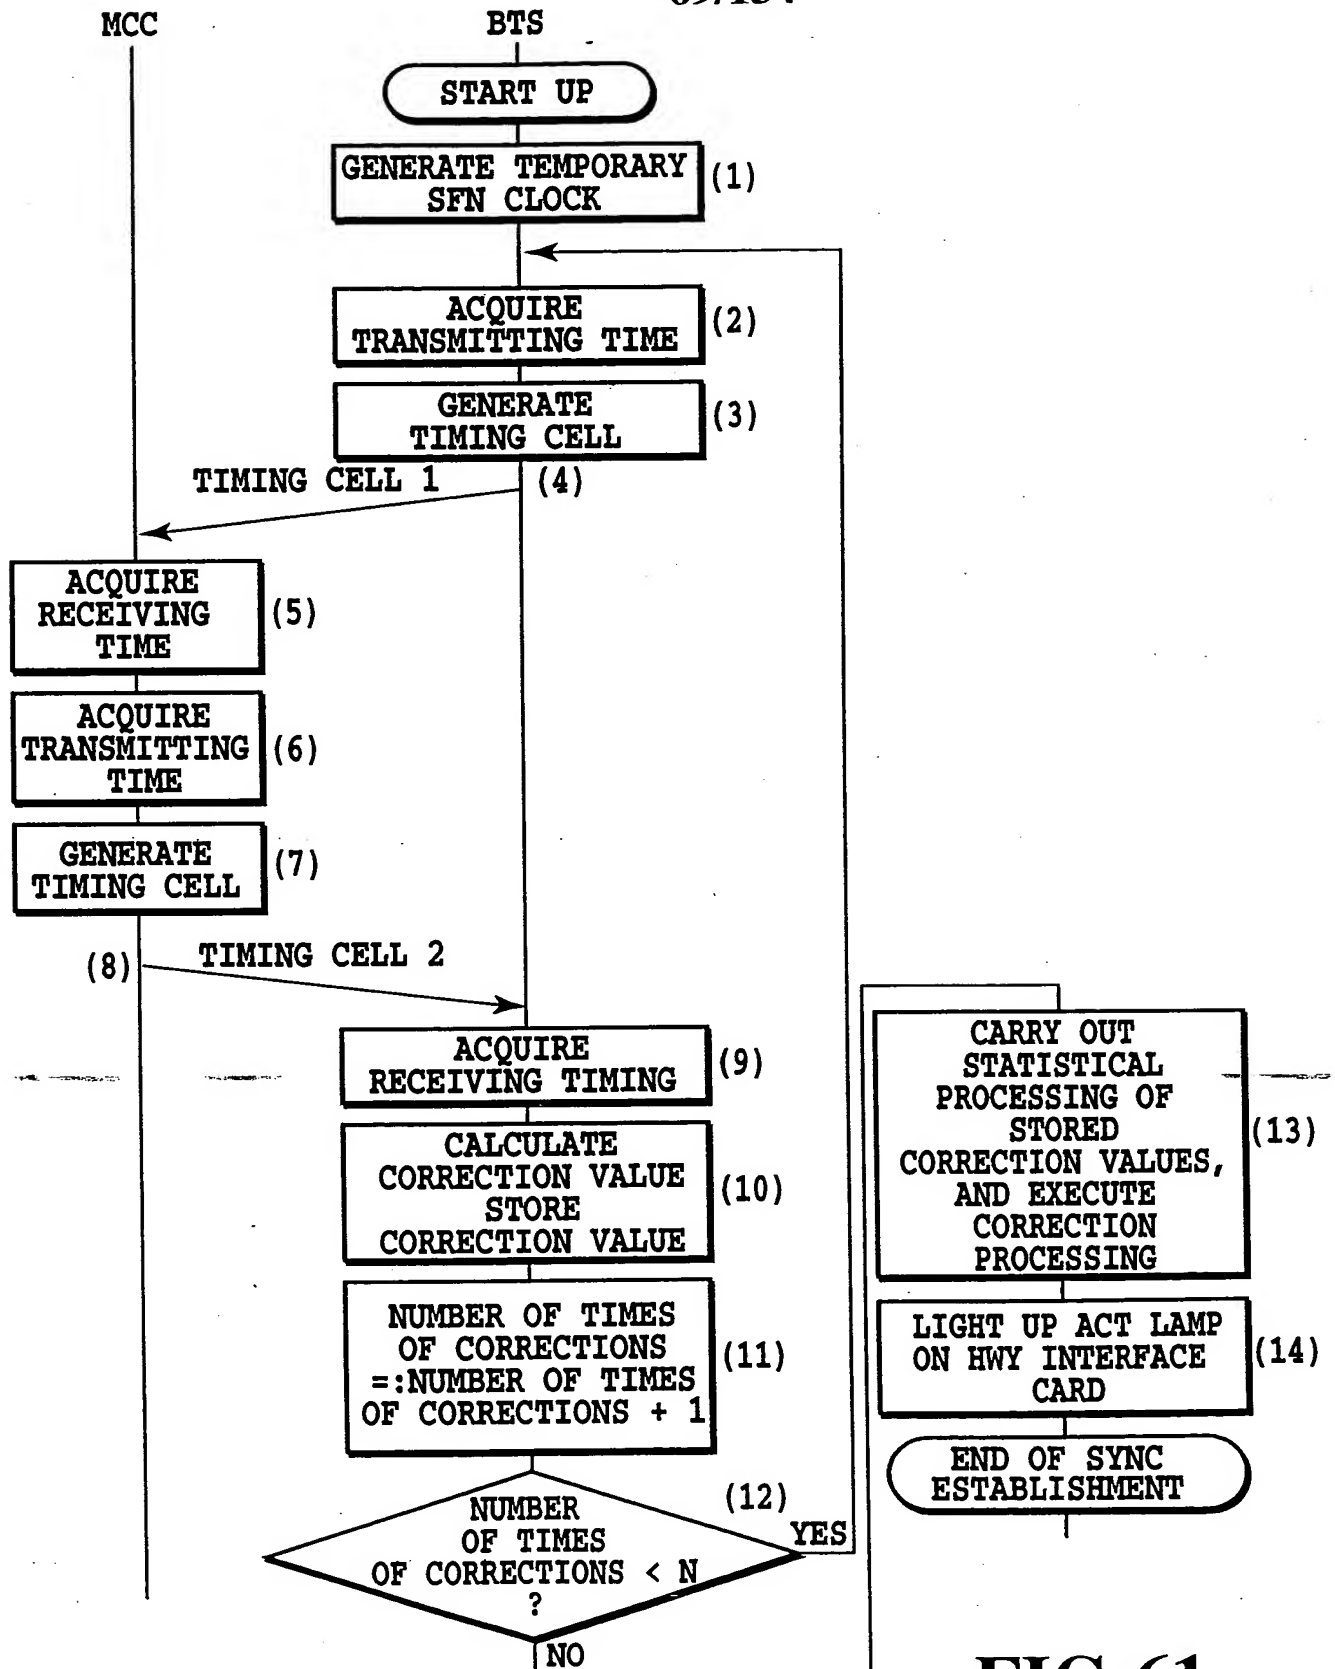 MCC
BTS
START UP
GENERATE TEMPORARY
SFN CLOCK
(1)
ACQUIRE
TRANSMITTING TIME
(2)
GENERATE
TIMING CELL
(3)
TIMING CELL 1
(4)
ACQUIRE
RECEIVING
TIME
(5)
ACQUIRE
TRANSMITTING
TIME
(6)
GENERATE
TIMING CELL
(7)
(8)
TIMING CELL 2
ACQUIRE
RECEIVING TIMING
(9)
CALCULATE
CORRECTION VALUE
STORE
CORRECTION VALUE
(10)
NUMBER OF TIMES
OF CORRECTIONS
=:NUMBER OF TIMES
OF CORRECTIONS + 1
(11)
NUMBER
OF TIMES
OF CORRECTIONS < N
?
(12)
YES
NO
CARRY OUT
STATISTICAL
PROCESSING OF
STORED
CORRECTION VALUES,
AND EXECUTE
CORRECTION
PROCESSING
(13)
LIGHT UP ACT LAMP
ON HWY INTERFACE
CARD
(14)
END OF SYNC
ESTABLISHMENT